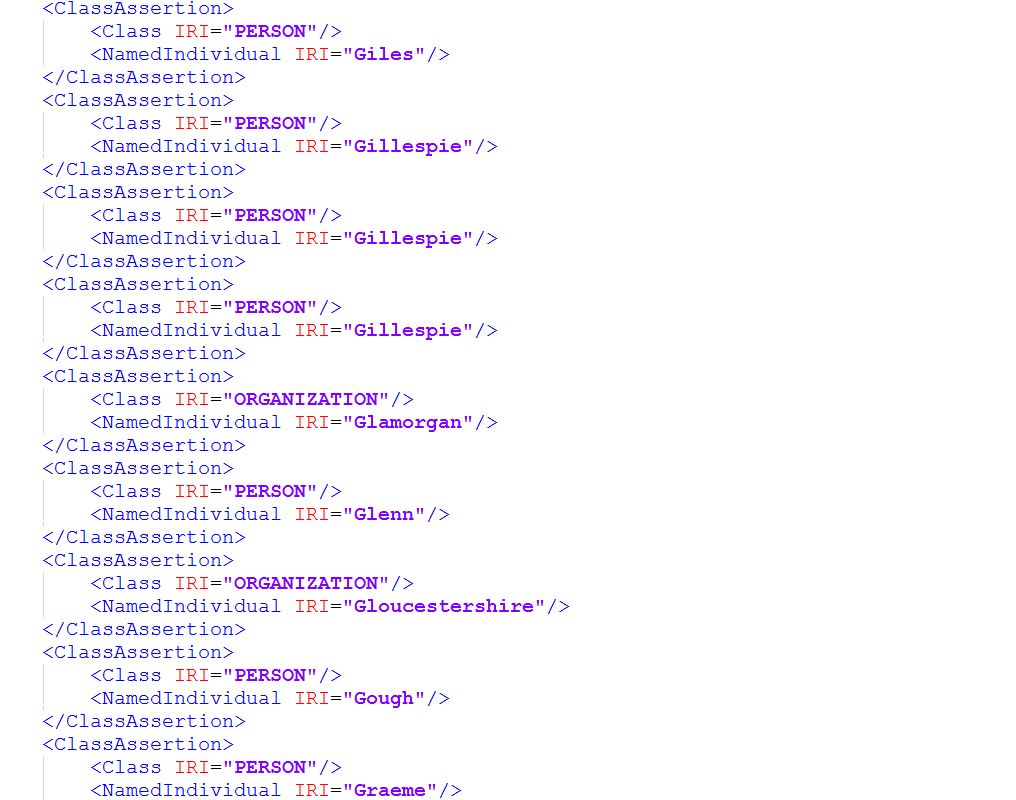 <ClassAssertion>
<Class IRI="PERSON"/>
<NamedIndividual IRI="Giles"/>
</ClassAssertion>
<ClassAssertion>
<Class IRI="PERSON"/>
<NamedIndividual IRI="Gillespie"/>
</ClassAssertion>
<ClassAssertion>
<Class IRI="PERSON"/>
<NamedIndividual IRI="Gillespie"/>
</ClassAssertion>
<ClassAssertion>
<Class IRI="PERSON"/>
<NamedIndividual IRI="Gillespie"/>
</ClassAssertion>
<ClassAssertion>
<Class IRI="ORGANIZATION"/>
<NamedIndividual IRI="Glamorgan"/>
</ClassAssertion>
<ClassAssertion>
<Class IRI="PERSON"/>
<NamedIndividual IRI="Glenn"/>
</ClassAssertion>
<ClassAssertion>
<Class IRI="ORGANIZATION"/>
<NamedIndividual IRI="Gloucestershire"/>
</ClassAssertion>
<ClassAssertion>
<Class IRI="PERSON"/>
<NamedIndividual IRI="Gough"/>
</ClassAssertion>
<ClassAssertion>
<Class IRI="PERSON"/>
<NamedIndividual IRI="Graeme"/>